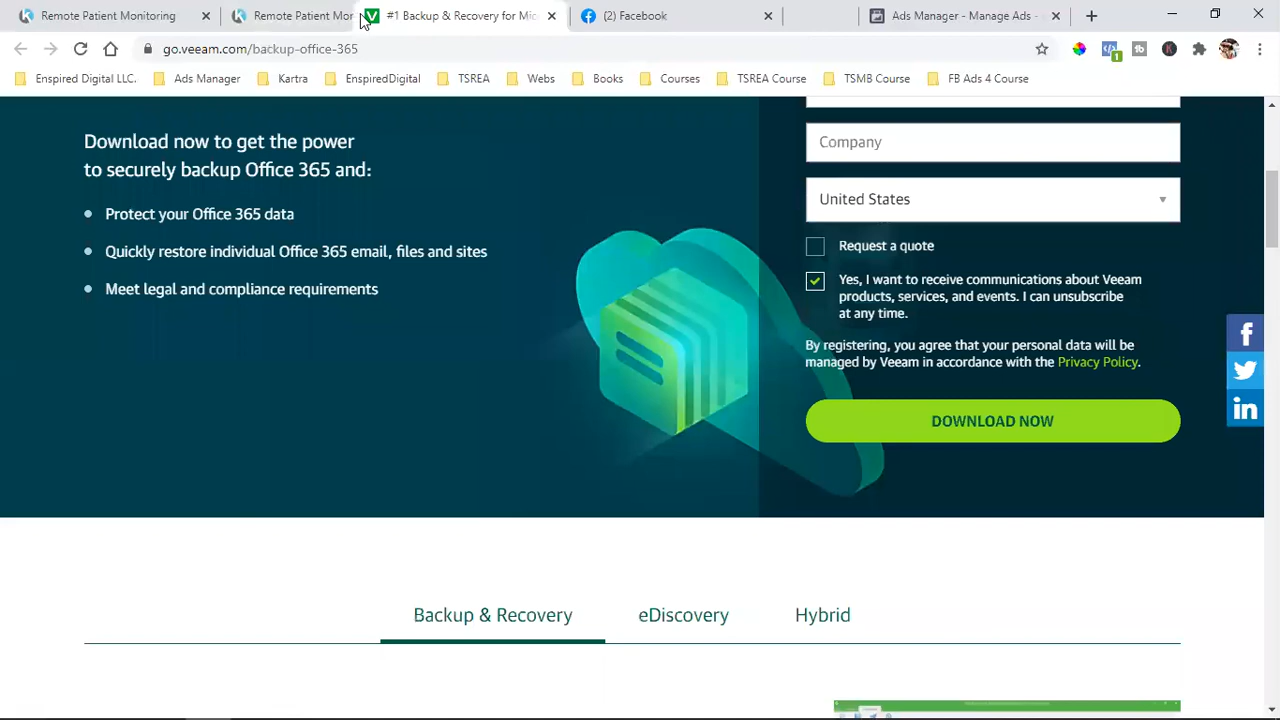 Remote Patient Monitoring
Remote Patient Mon
#1 Backup & Recovery for Mic
(2) Facebook
Ads Manager - Manage Ads -
go.veeam.com/backup-office-365
1
Enspired Digital LLC.
Ads Manager
Kartra
EnspiredDigital
TSREA
Webs
Books
Courses
TSREA Course
TSMB Course
FB Ads 4 Course
Download now to get the power
to securely backup Office 365 and:
Protect your Office 365 data
Quickly restore individual Office 365 email, files and sites
Meet legal and compliance requirements
Company
United States
Request a quote
Yes, I want to receive communications about Veeam
products, services, and events. I can unsubscribe
at any time.
By registering, you agree that your personal data will be
managed by Veeam in accordance with the Privacy Policy.
DOWNLOAD NOW
Backup & Recovery
eDiscovery
Hybrid